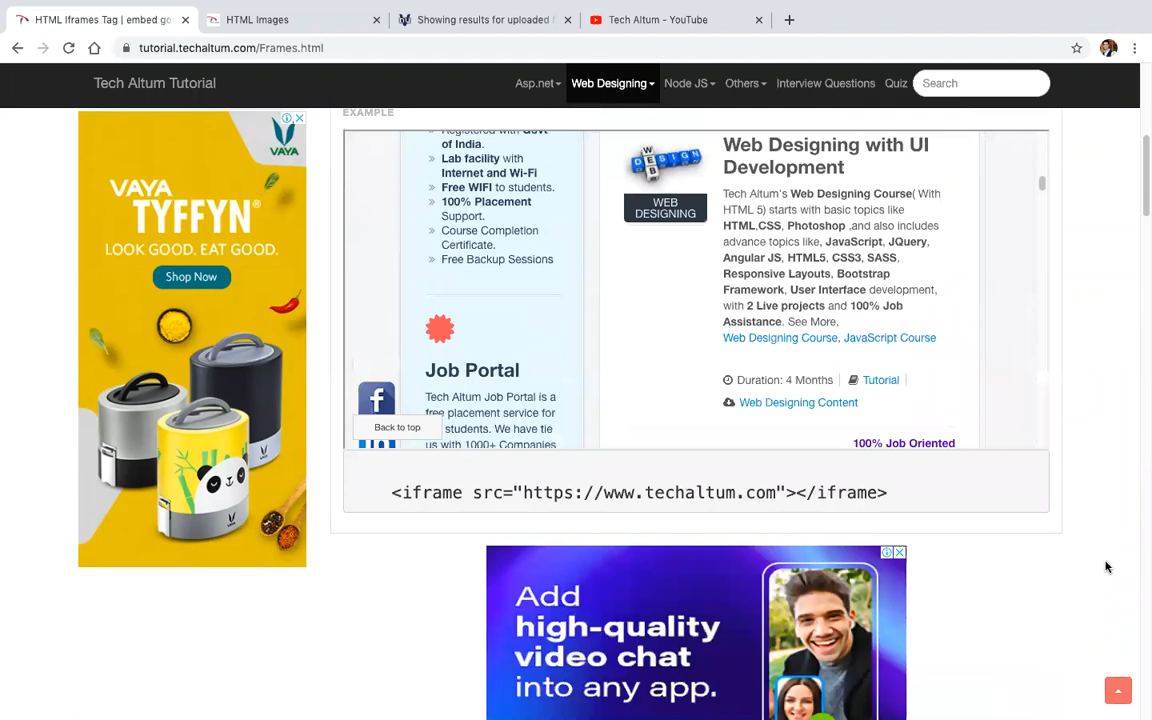 HTML Iframes Tag | embed go
HTML Images
Showing results for uploaded f
Tech Altum - YouTube
tutorial.techaltum.com/Frames.html
Tech Altum Tutorial
Asp.net
Web Designing
Node JS
Others
Interview Questions
Quiz
Search
EXAMPLE
VAYA
VAYA
TYFFYN®
LOOK GOOD. EAT GOOD.
Shop Now
Registered with Govt
of India.
» Lab facility with
Internet and Wi-Fi
» Free WIFI to students.
» 100% Placement
Support.
» Course Completion
Certificate.
» Free Backup Sessions
Job Portal
Tech Altum Job Portal is a
free placement service for
students. We have tie
us with 1000+ Companies
Back to top
WEB
DESIGN
WEB
DESIGNING
Web Designing with UI
Development
Tech Altum's Web Designing Course( With
HTML 5) starts with basic topics like
HTML,CSS, Photoshop ,and also includes
advance topics like, JavaScript, JQuery,
Angular JS, HTML5, CSS3, SASS,
Responsive Layouts, Bootstrap
Framework, User Interface development,
with 2 Live projects and 100% Job
Assistance. See More,
Web Designing Course, JavaScript Course
Duration: 4 Months
Tutorial
Web Designing Content
100% Job Oriented
<iframe src="https://www.techaltum.com"></iframe>
Add
high-quality
video chat
into any app.